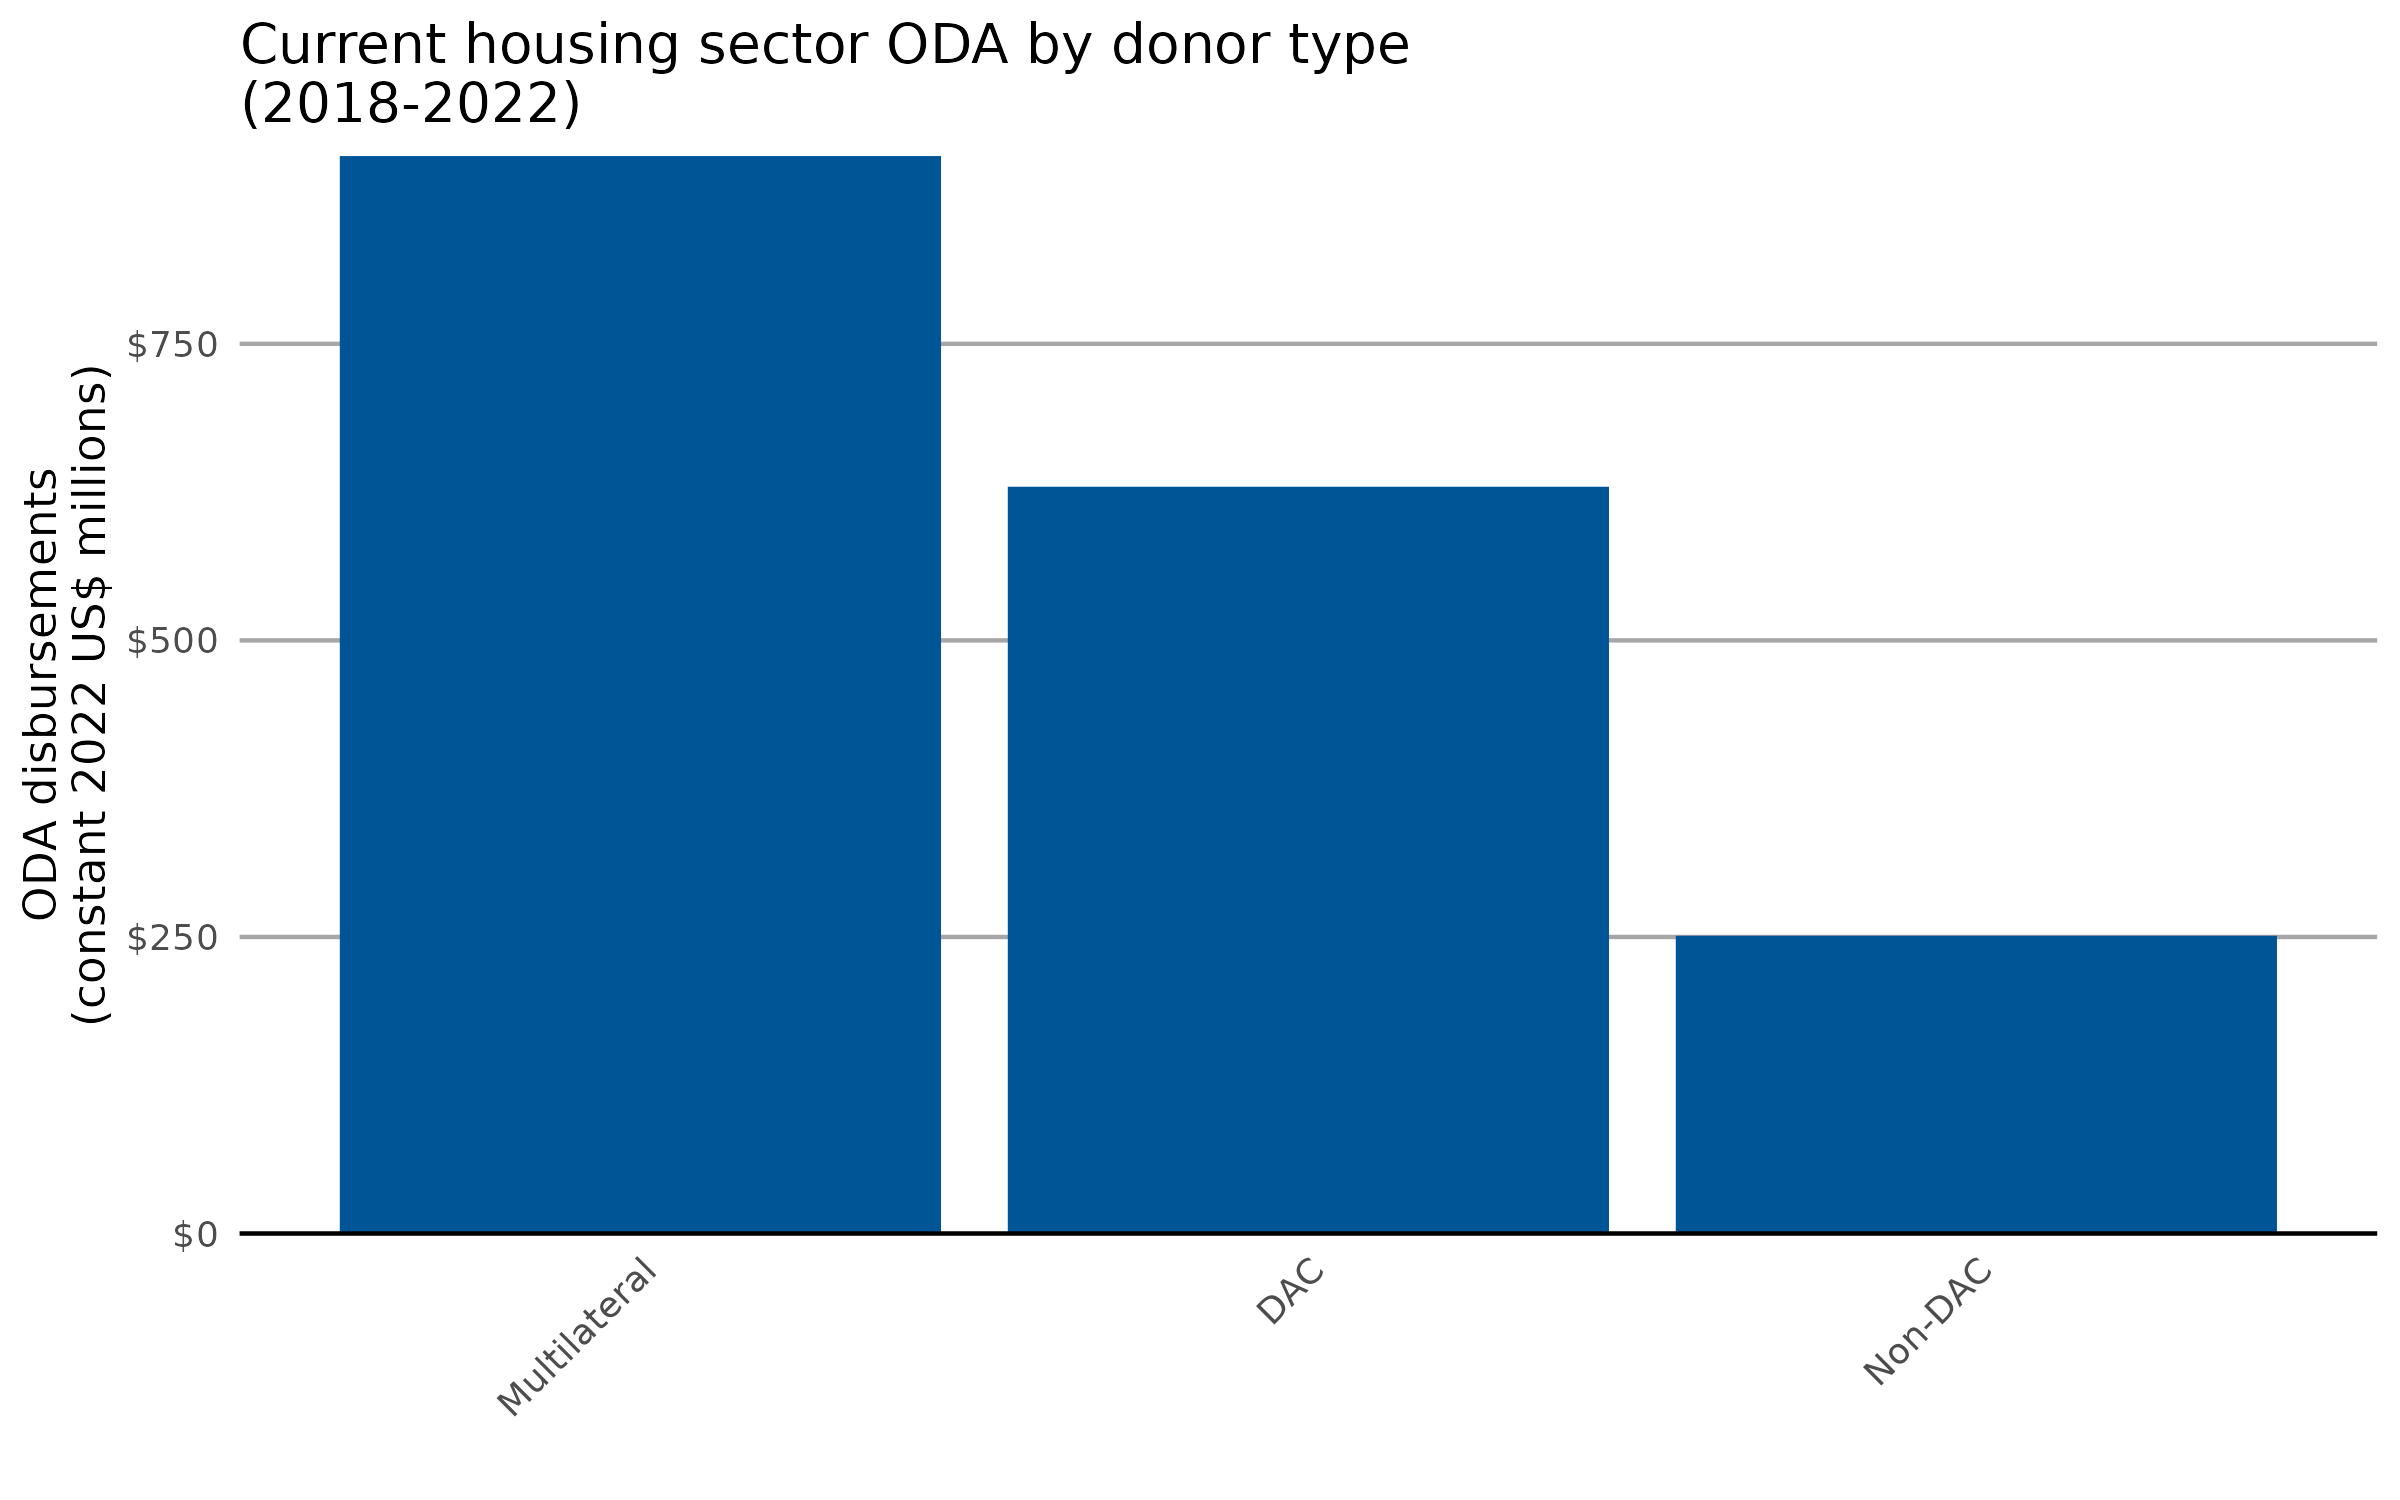 Current housing sector ODA by donor type
(2018-2022)
ODA disbursements
(constant 2022 US$ millions)
$750
$500
$250
$0
Multilateral
DAC
Non-DAC